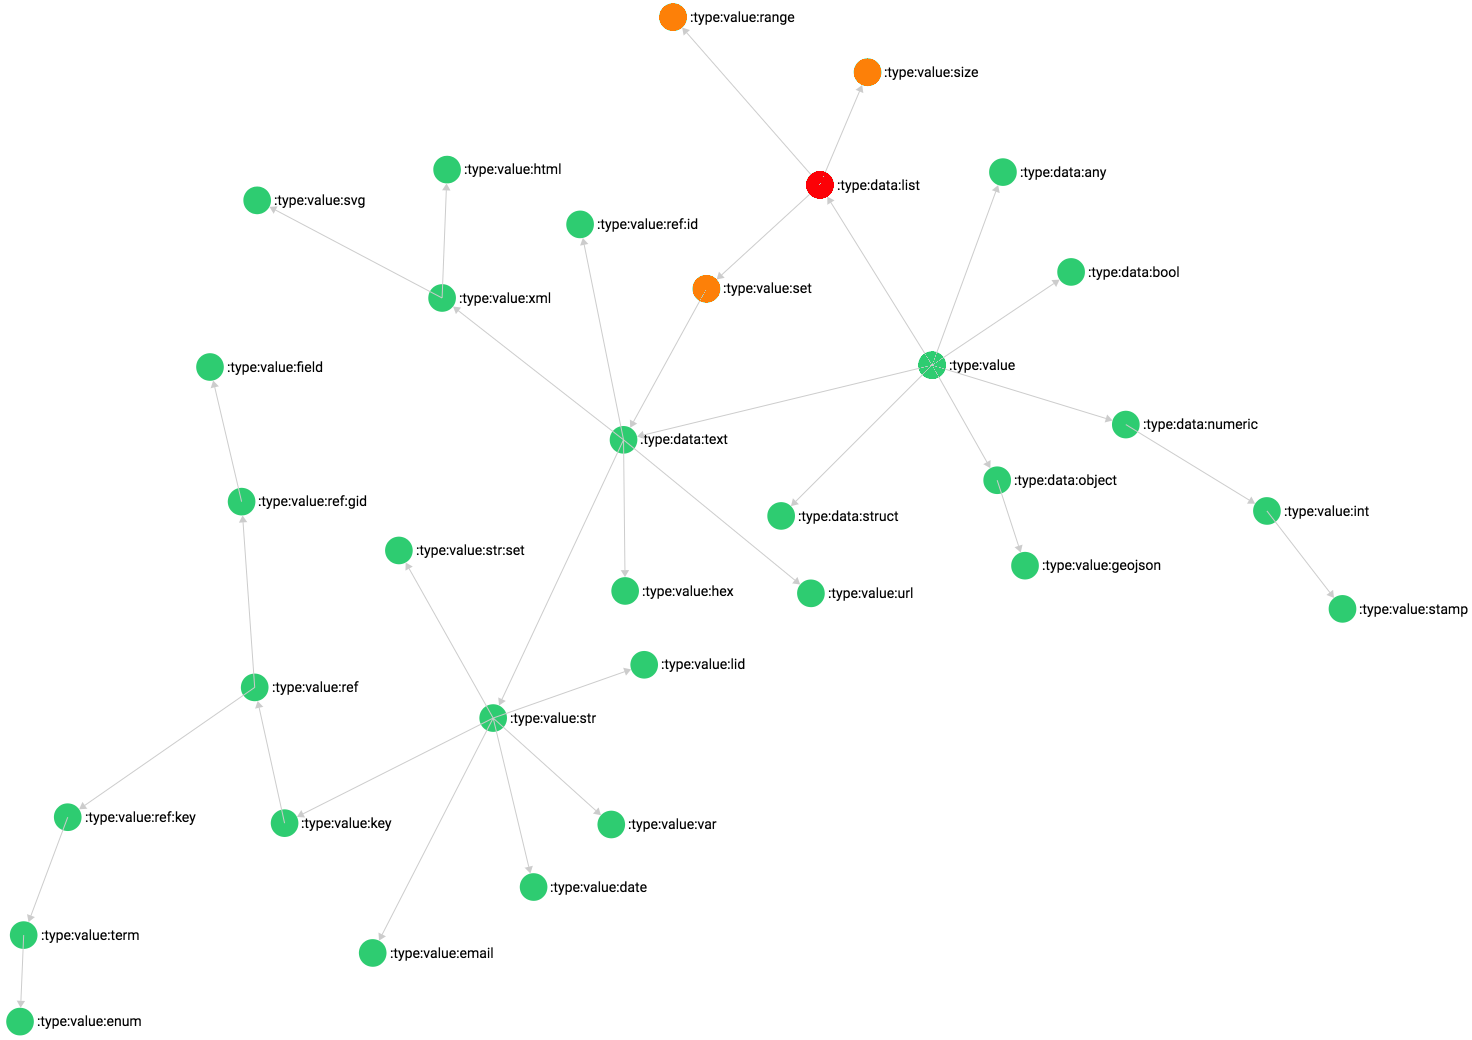 :type:value:range
:type:value:size
:type:value:html
:type:data:any
:type:data:list
:type:value:svg
:type:value:ref:id
:type:data:bool
:type:value:set
:type:value:xml
:type:value
:type:value:field
:type:data:numeric
:type:data:text
:type:data:object
:type:value:ref:gid
:type:value:int
:type:data:struct
:type:value:str:set
:type:value:geojson
:type:value:hex
:type:value:url
:type:value:stamp
:type:value:lid
:type:value:ref
:type:value:str
:type:value:ref:key
:type:value:key
:type:value:var
:type:value:date
:type:value:term
:type:value:email
:type:value:enum